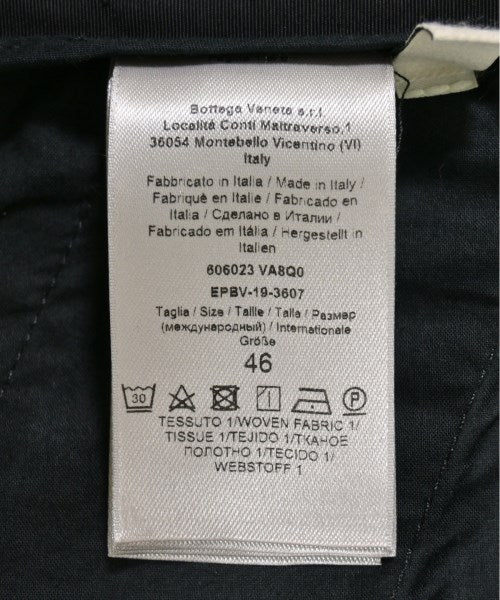 Bottega Veneta s.r.l
Località Conti Maltraverso,1
36054 Montebello Vicentino (VI)
Italy
Fabbricato in Italia / Made in Italy /
Fabriqué en Italie / Fabricado en
Italia / Сделано в Италии /
Fabricado em Itália / Hergestellt in
Italien
606023 VA8Q0
EPBV-19-3607
Taglia / Size / Taille / Talla / Размер
(международный) / Internationale
Größe
46
30 P
TESSUTO 1/WOVEN FABRIC 1/
TISSUE 1/TEJIDO 1/ТКАНОЕ
ПОЛОТНО 1/TECIDO 1/
WEBSTOFF 1